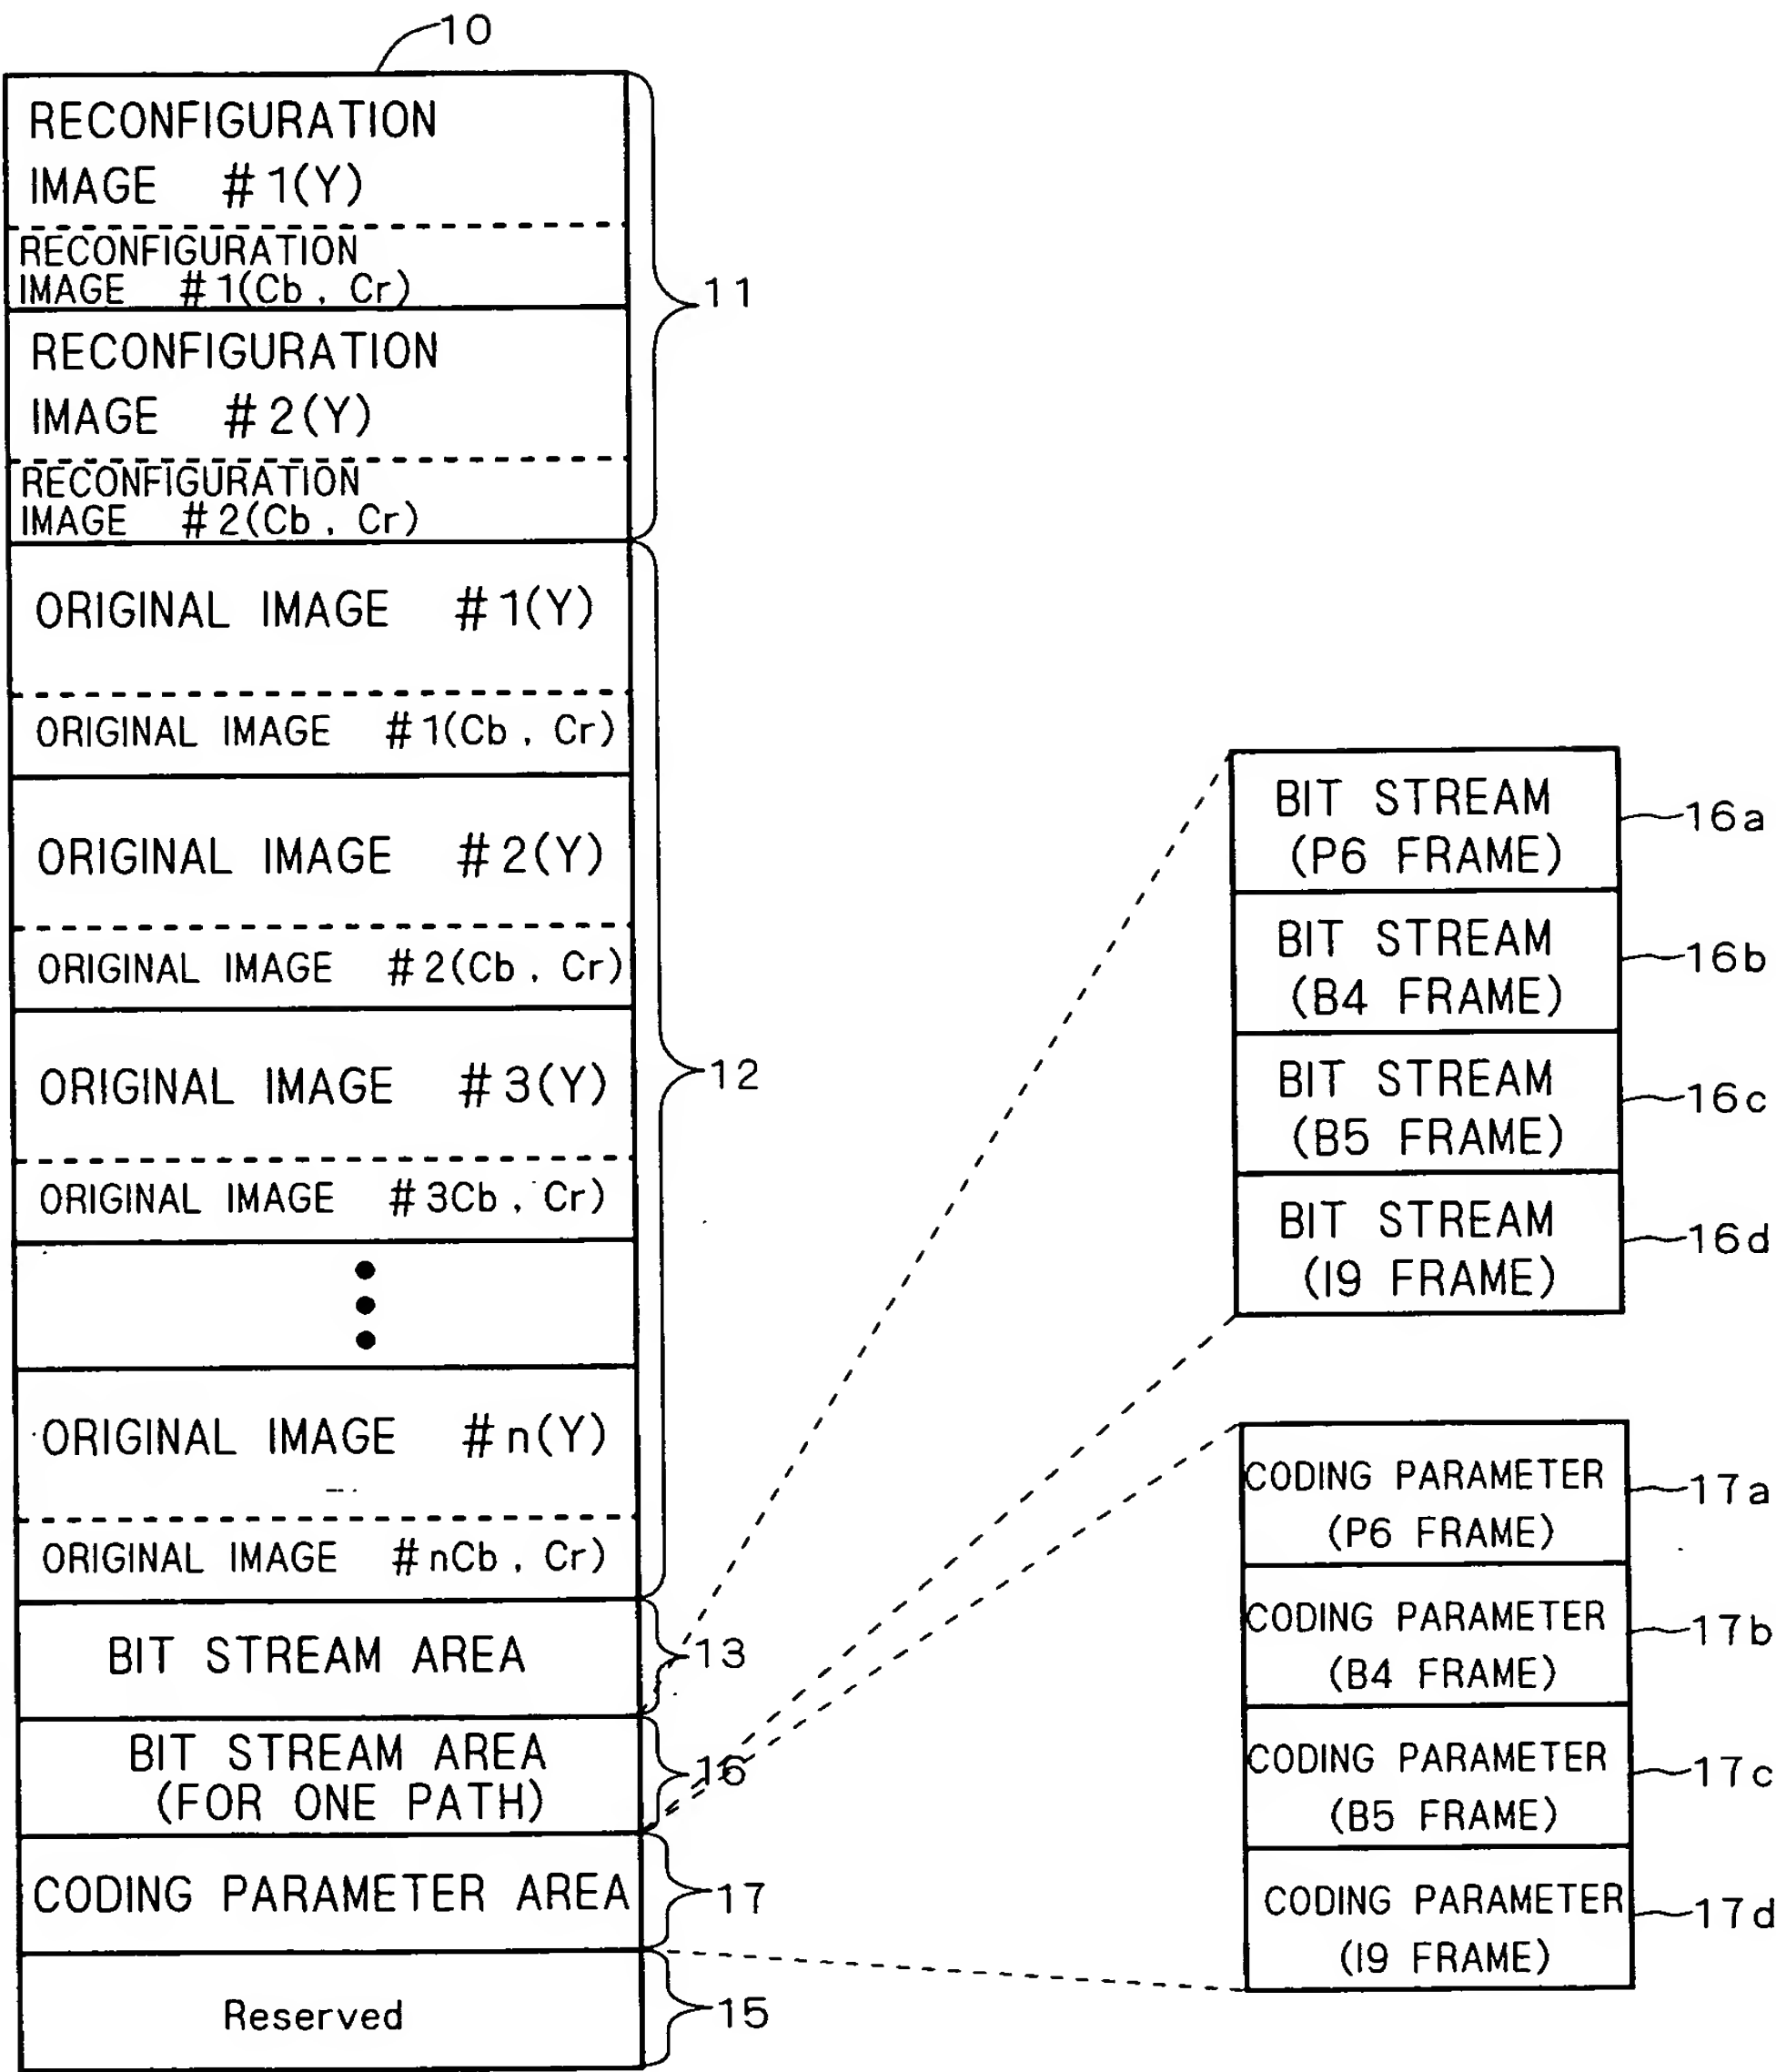 10
RECONFIGURATION
IMAGE #1(Y)
RECONFIGURATION
IMAGE #1(Cb, Cr)
11
RECONFIGURATION
IMAGE #2(Y)
RECONFIGURATION
IMAGE #2(Cb, Cr)
ORIGINAL IMAGE #1(Y)
ORIGINAL IMAGE #1(Cb, Cr)
ORIGINAL IMAGE #2(Y)
ORIGINAL IMAGE #2(Cb, Cr)
ORIGINAL IMAGE #3(Y)
12
ORIGINAL IMAGE #3Cb, Cr)
ORIGINAL IMAGE #n(Y)
ORIGINAL IMAGE #nCb, Cr)
BIT STREAM AREA
13
BIT STREAM AREA
(FOR ONE PATH)
16
CODING PARAMETER AREA
17
Reserved
15
BIT STREAM
(P6 FRAME)
16a
BIT STREAM
(B4 FRAME)
16b
BIT STREAM
(B5 FRAME)
16c
BIT STREAM
(I9 FRAME)
16d
CODING PARAMETER
(P6 FRAME)
17a
CODING PARAMETER
(B4 FRAME)
17b
CODING PARAMETER
(B5 FRAME)
17c
CODING PARAMETER
(I9 FRAME)
17d